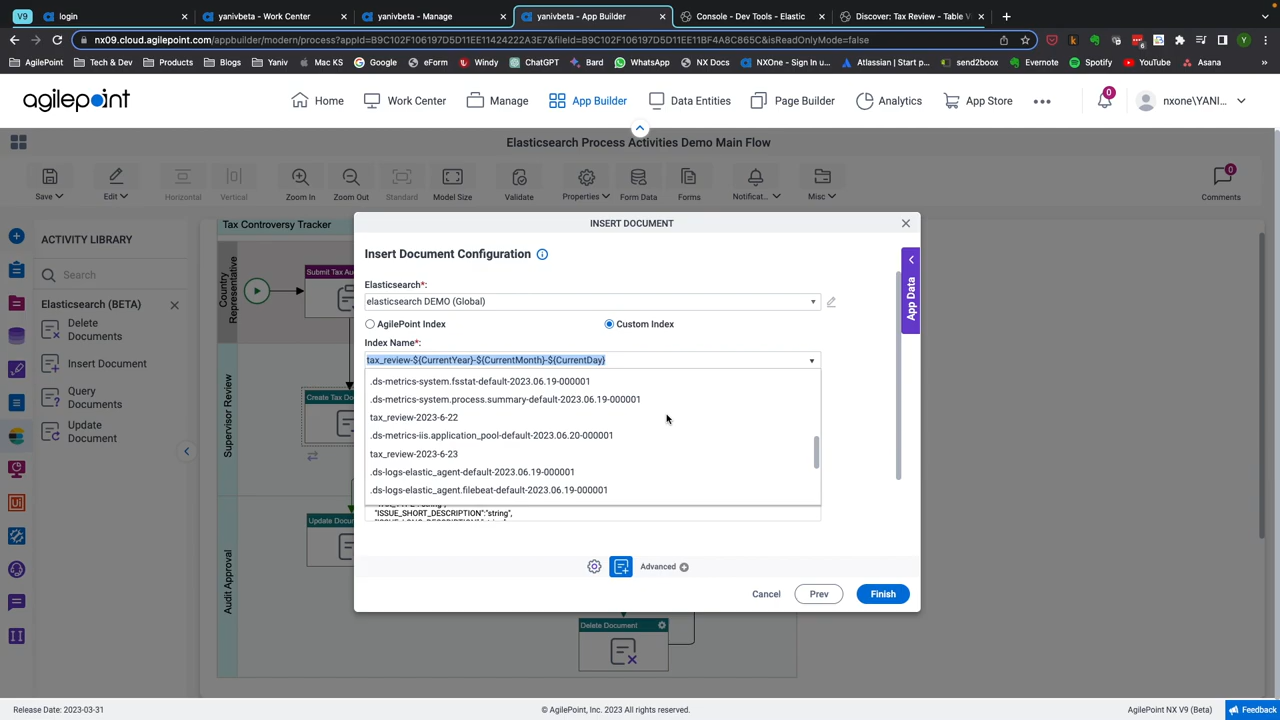 V9
login
yanivbeta - Work Center
yanivbeta - Manage
yanivbeta - App Builder
Console - Dev Tools - Elastic
Discover: Tax Review - Table V
nx09.cloud.agilepoint.com/appbuilder/modern/process?appId=B9C102F106197D5D11EE11424222A3E7&fileId=B9C102F106197D5D11EE11BF4A8C865C&isReadOnlyMode=false
AgilePoint
Tech & Dev
Products
Blogs
Yaniv
Mac KS
Google
eForm
Windy
ChatGPT
Bard
WhatsApp
NX Docs
NXOne - Sign In u...
Atlassian | Start p...
send2boox
Evernote
Spotify
YouTube
Asana
agilepoint
Home
Work Center
Manage
App Builder
Data Entities
Page Builder
Analytics
App Store
0
nxone\YANI...
Elasticsearch Process Activities Demo Main Flow
Save
Edit
Horizontal
Vertical
Zoom In
Zoom Out
Standard
Model Size
Validate
Properties
Form Data
Forms
Notificat...
Misc
0
Comments
ACTIVITY LIBRARY
Search
Elasticsearch (BETA)
Delete
Documents
Insert Document
Query
Documents
Update
Document
Tax Controversy Tracker
Country
Representative
Submit Tax Au
Supervisor Review
Create Tax Do
Audit Approval
Update Docum
Delete Document
INSERT DOCUMENT
Insert Document Configuration
Elasticsearch*:
elasticsearch DEMO (Global)
AgilePoint Index
Custom Index
Index Name*:
tax_review-${CurrentYear}-${CurrentMonth}-${CurrentDay}
.ds-metrics-system.fsstat-default-2023.06.19-000001
.ds-metrics-system.process.summary-default-2023.06.19-000001
tax_review-2023-6-22
.ds-metrics-iis.application_pool-default-2023.06.20-000001
tax_review-2023-6-23
.ds-logs-elastic_agent-default-2023.06.19-000001
.ds-logs-elastic_agent.filebeat-default-2023.06.19-000001
"ISSUE_SHORT_DESCRIPTION":"string",
App Data
Advanced
Cancel
Prev
Finish
Release Date: 2023-03-31
© AgilePoint, Inc. 2023 All rights reserved.
AgilePoint NX V9 (Beta)
Feedback